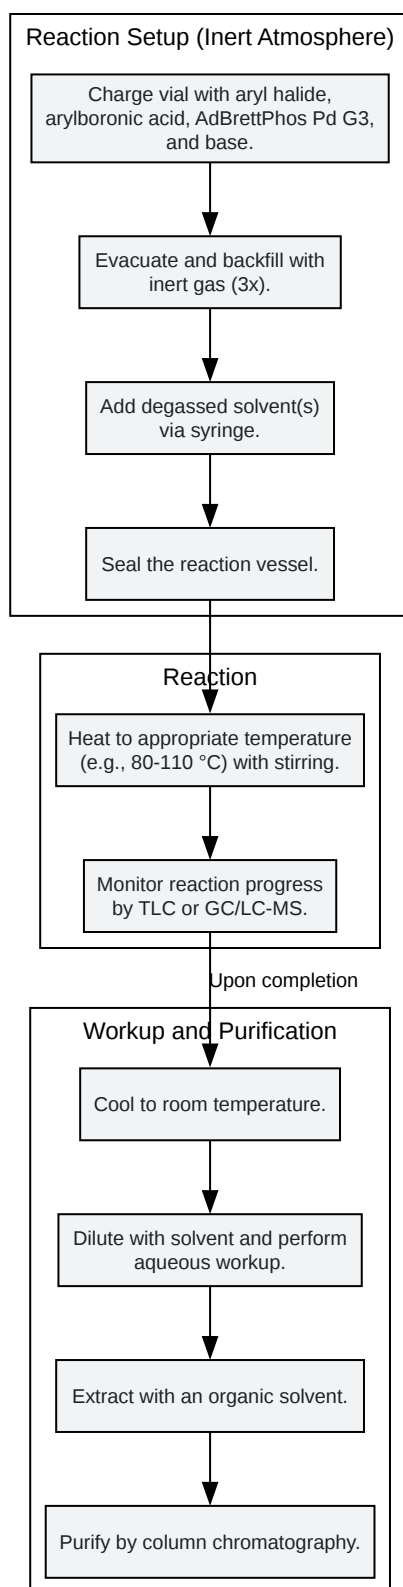 Reaction Setup (Inert Atmosphere)
Charge vial with aryl halide,
arylboronic acid, AdBrettPhos Pd G3,
and base.
Evacuate and backfill with
inert gas (3x).
Add degassed solvent(s)
via syringe.
Seal the reaction vessel.
Reaction
Heat to appropriate temperature
(e.g., 80-110 °C) with stirring.
Monitor reaction progress
by TLC or GC/LC-MS.
Upon completion
Workup and Purification
Cool to room temperature.
Dilute with solvent and perform
aqueous workup.
Extract with an organic solvent.
Purify by column chromatography.